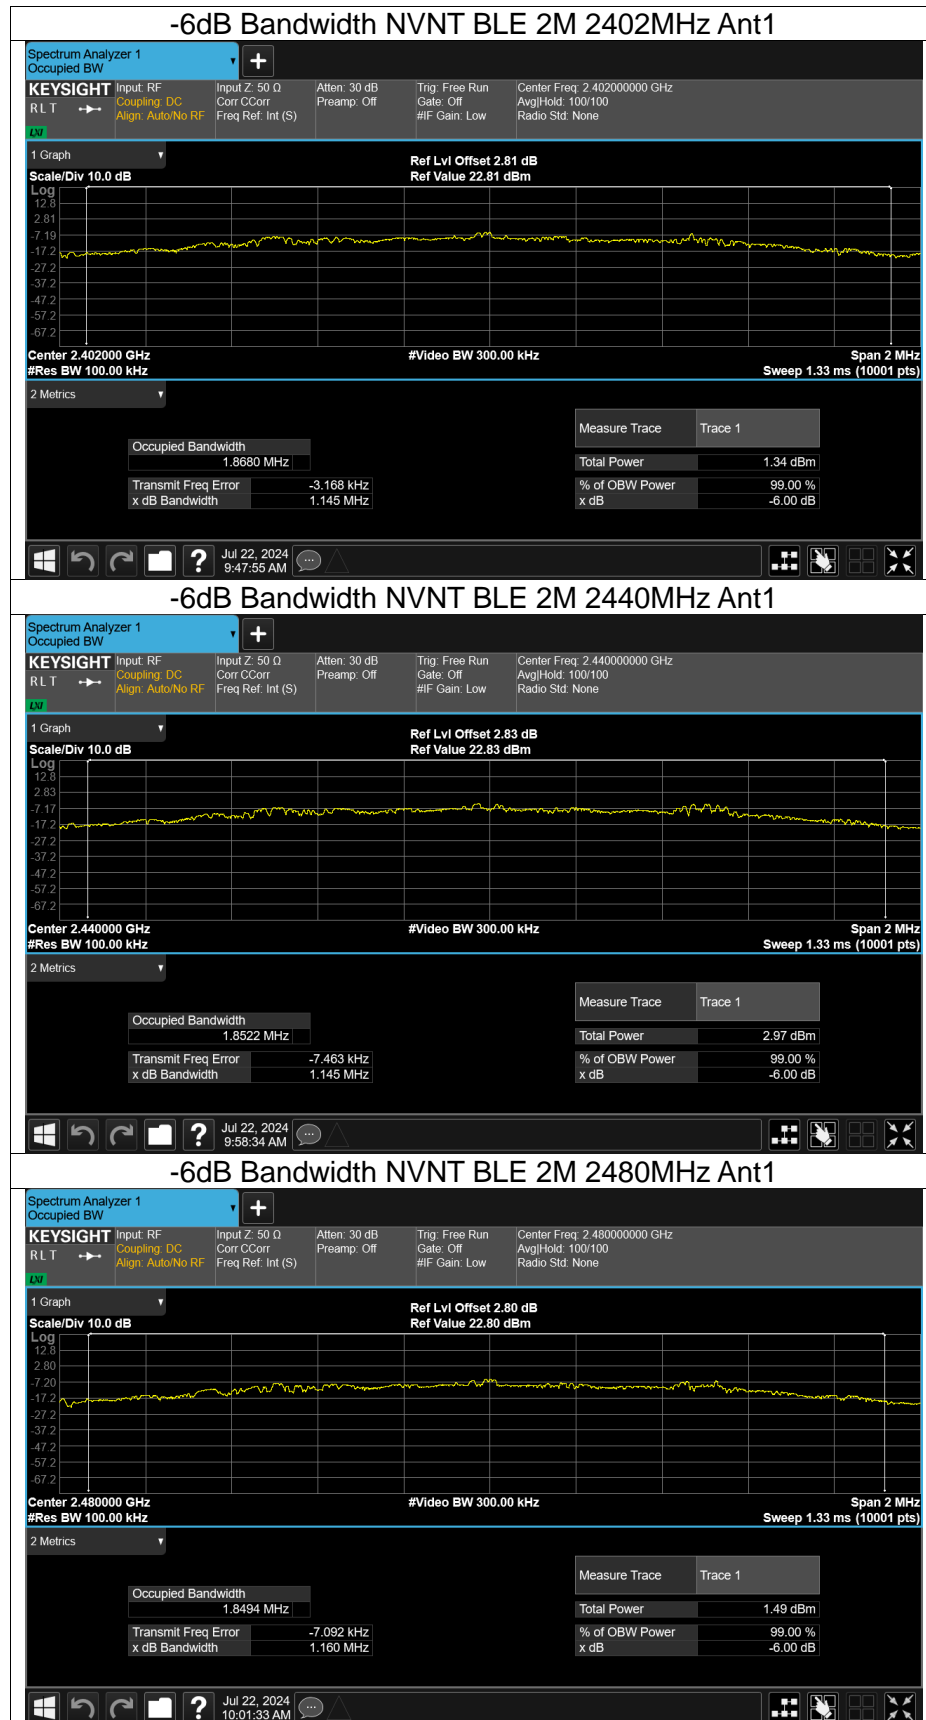 -6dB Bandwidth NVNT BLE 2M 2402MHz Ant1
Spectrum Analyzer 1
Occupied BW
KEYSIGHT Input: RF Input Z: 50 Ω Atten: 30 dB Trig: Free Run Center Freq: 2.402000000 GHz
RLT Coupling: DC Corr CCorr Preamp: Off Gate: Off Avg|Hold: 100/100
Align: Auto/No RF Freq Ref: Int (S) #IF Gain: Low Radio Std: None
LXI
1 Graph
Ref Lvl Offset 2.81 dB
Scale/Div 10.0 dB Ref Value 22.81 dBm
Log
12.8
2.81
-7.19
-17.2
-27.2
-37.2
-47.2
-57.2
-67.2
Center 2.402000 GHz #Video BW 300.00 kHz Span 2 MHz
#Res BW 100.00 kHz Sweep 1.33 ms (10001 pts)
2 Metrics
Measure Trace Trace 1
Occupied Bandwidth
1.8680 MHz Total Power 1.34 dBm
Transmit Freq Error -3.168 kHz % of OBW Power 99.00 %
x dB Bandwidth 1.145 MHz x dB -6.00 dB
Jul 22, 2024
9:47:55 AM
-6dB Bandwidth NVNT BLE 2M 2440MHz Ant1
Spectrum Analyzer 1
Occupied BW
KEYSIGHT Input: RF Input Z: 50 Ω Atten: 30 dB Trig: Free Run Center Freq: 2.440000000 GHz
RLT Coupling: DC Corr CCorr Preamp: Off Gate: Off Avg|Hold: 100/100
Align: Auto/No RF Freq Ref: Int (S) #IF Gain: Low Radio Std: None
LXI
1 Graph
Ref Lvl Offset 2.83 dB
Scale/Div 10.0 dB Ref Value 22.83 dBm
Log
12.8
2.83
-7.17
-17.2
-27.2
-37.2
-47.2
-57.2
-67.2
Center 2.440000 GHz #Video BW 300.00 kHz Span 2 MHz
#Res BW 100.00 kHz Sweep 1.33 ms (10001 pts)
2 Metrics
Measure Trace Trace 1
Occupied Bandwidth
1.8522 MHz Total Power 2.97 dBm
Transmit Freq Error -7.463 kHz % of OBW Power 99.00 %
x dB Bandwidth 1.145 MHz x dB -6.00 dB
Jul 22, 2024
9:58:34 AM
-6dB Bandwidth NVNT BLE 2M 2480MHz Ant1
Spectrum Analyzer 1
Occupied BW
KEYSIGHT Input: RF Input Z: 50 Ω Atten: 30 dB Trig: Free Run Center Freq: 2.480000000 GHz
RLT Coupling: DC Corr CCorr Preamp: Off Gate: Off Avg|Hold: 100/100
Align: Auto/No RF Freq Ref: Int (S) #IF Gain: Low Radio Std: None
LXI
1 Graph
Ref Lvl Offset 2.80 dB
Scale/Div 10.0 dB Ref Value 22.80 dBm
Log
12.8
2.80
-7.20
-17.2
-27.2
-37.2
-47.2
-57.2
-67.2
Center 2.480000 GHz #Video BW 300.00 kHz Span 2 MHz
#Res BW 100.00 kHz Sweep 1.33 ms (10001 pts)
2 Metrics
Measure Trace Trace 1
Occupied Bandwidth
1.8494 MHz Total Power 1.49 dBm
Transmit Freq Error -7.092 kHz % of OBW Power 99.00 %
x dB Bandwidth 1.160 MHz x dB -6.00 dB
Jul 22, 2024
10:01:33 AM